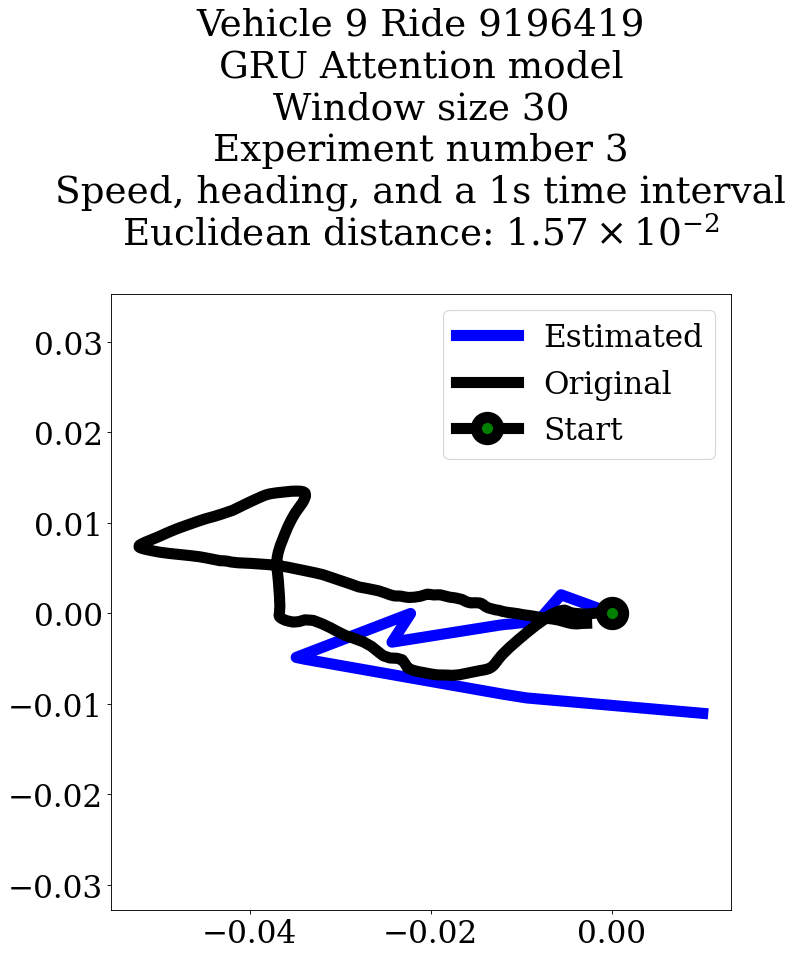 Vehicle 9 Ride 9196419
GRU Attention model
Window size 30
Experiment number 3
Speed, heading, and a 1s time interval
Euclidean distance: 1.57 × 10⁻²
Estimated
Original
Start
0.03
0.02
0.01
0.00
−0.01
−0.02
−0.03
−0.04
−0.02
0.00